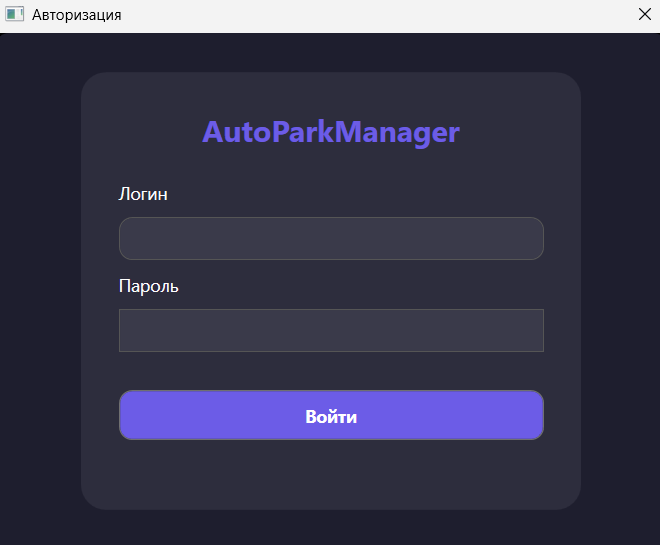 Авторизация
AutoParkManager
Логин
Пароль
Войти